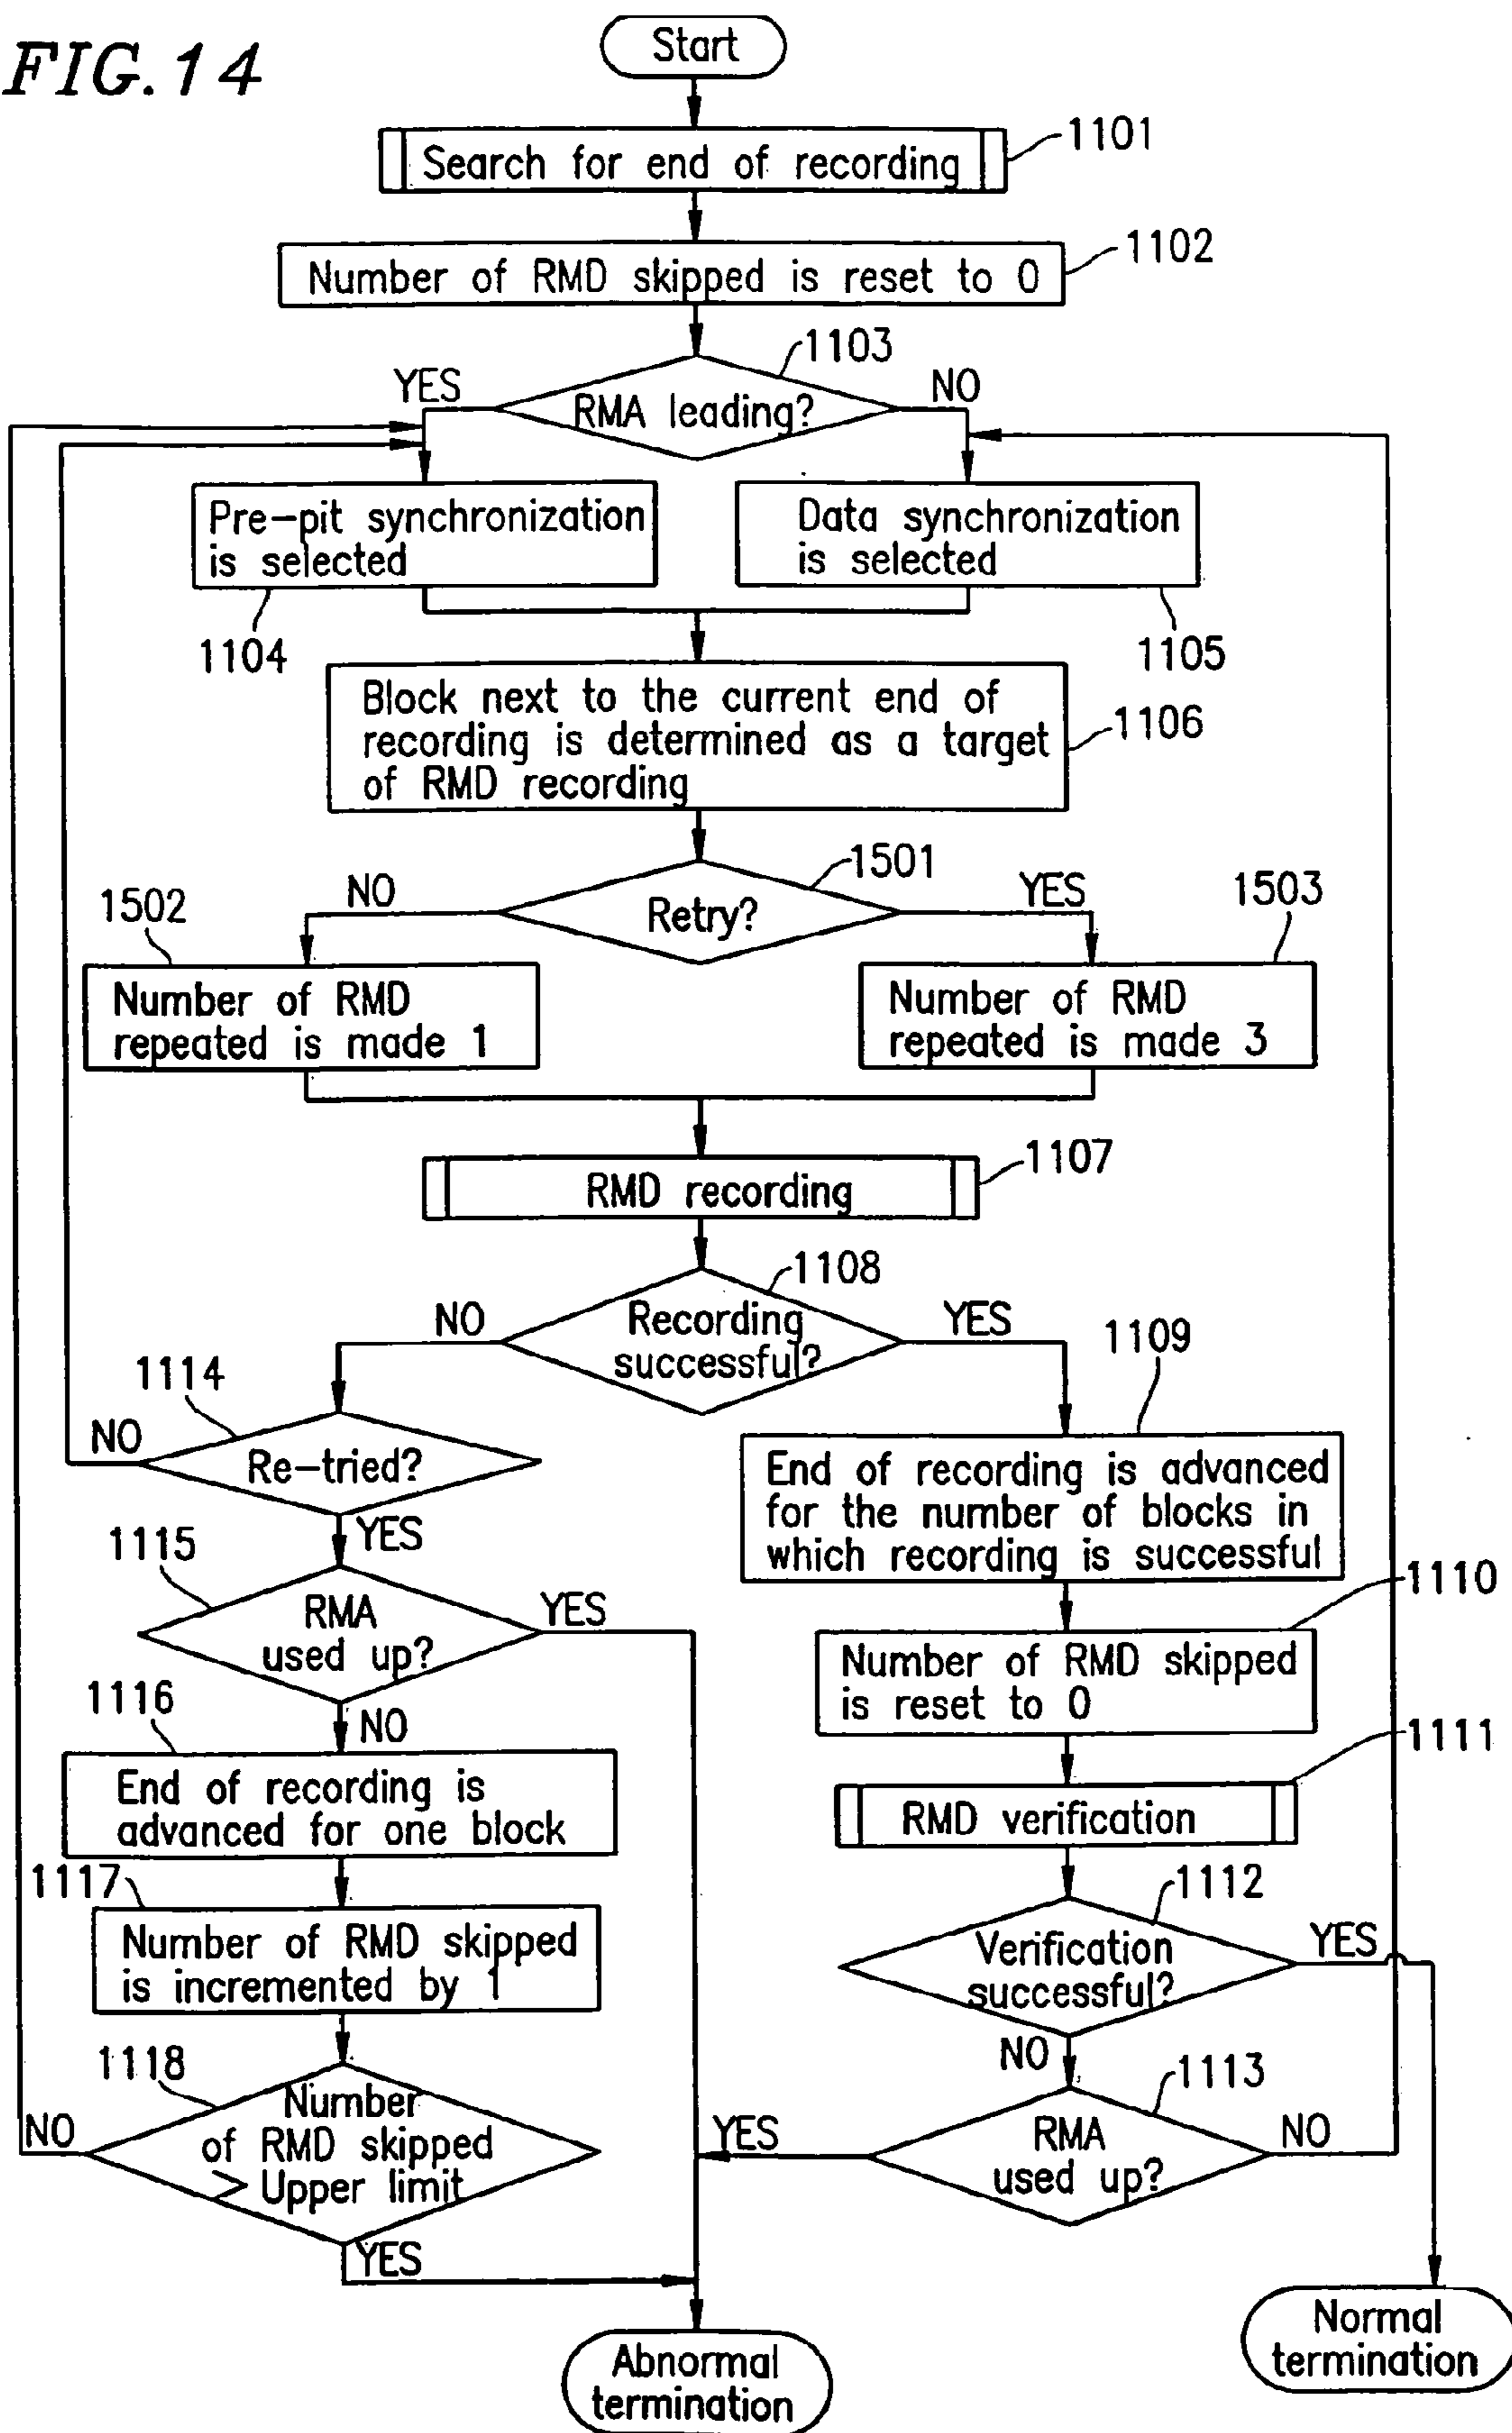 FIG. 14
Start
1101
Search for end of recording
1102
Number of RMD skipped is reset to 0
1103
YES
NO
RMA leading?
Pre-pit synchronization
is selected
Data synchronization
is selected
1104
1105
Block next to the current end of
recording is determined as a target
of RMD recording
1106
1501
NO
YES
Retry?
1502
1503
Number of RMD
repeated is made 1
Number of RMD
repeated is made 3
1107
RMD recording
1108
NO
YES
Recording
successful?
1109
1114
NO
Re-tried?
End of recording is advanced
for the number of blocks in
which recording is successful
YES
1115
1110
RMA
used up?
YES
Number of RMD skipped
is reset to 0
1116
NO
1111
End of recording is
advanced for one block
RMD verification
1117
1112
Number of RMD skipped
is incremented by 1
Verification
successful?
YES
NO
1118
1113
Number
of RMD skipped
> Upper limit
NO
YES
RMA
used up?
NO
YES
Normal
termination
Abnormal
termination